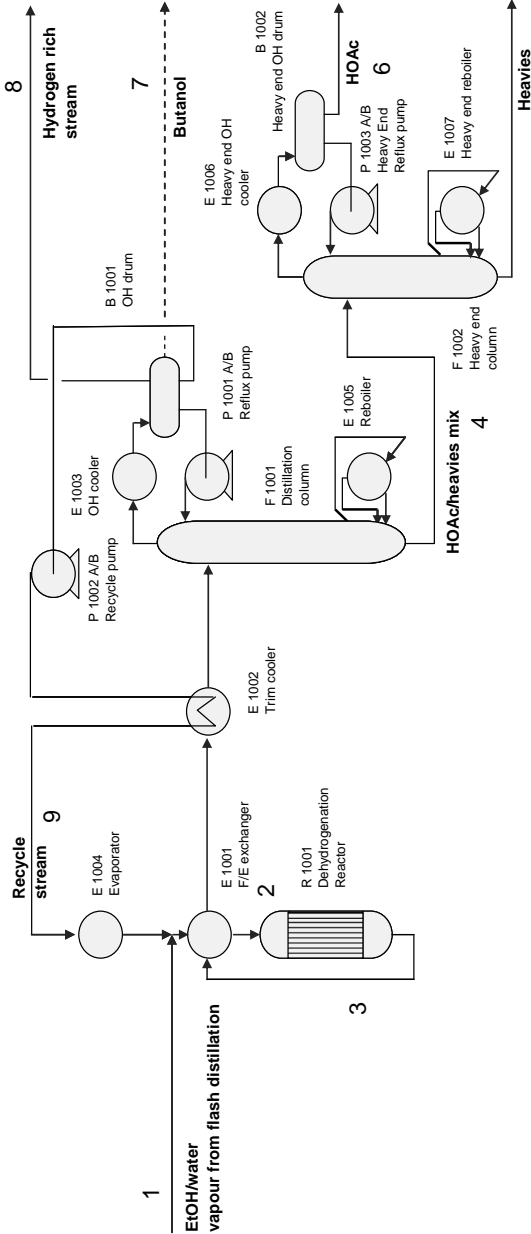 1
EtOH/water
vapour from flash distillation
Recycle
stream
9
E 1004
Evaporator
E 1001
F/E exchanger
2
R 1001
Dehydrogenation
Reactor
3
E 1002
Trim cooler
P 1002 A/B
Recycle pump
E 1003
OH cooler
B 1001
OH drum
P 1001 A/B
Reflux pump
F 1001
Distillation
column
E 1005
Reboiler
HOAc/heavies mix
4
8
Hydrogen rich
stream
7
Butanol
E 1006
Heavy end OH
cooler
B 1002
Heavy end OH drum
HOAc
6
P 1003 A/B
Heavy End
Reflux pump
E 1007
Heavy end reboiler
F 1002
Heavy end
column
Heavies